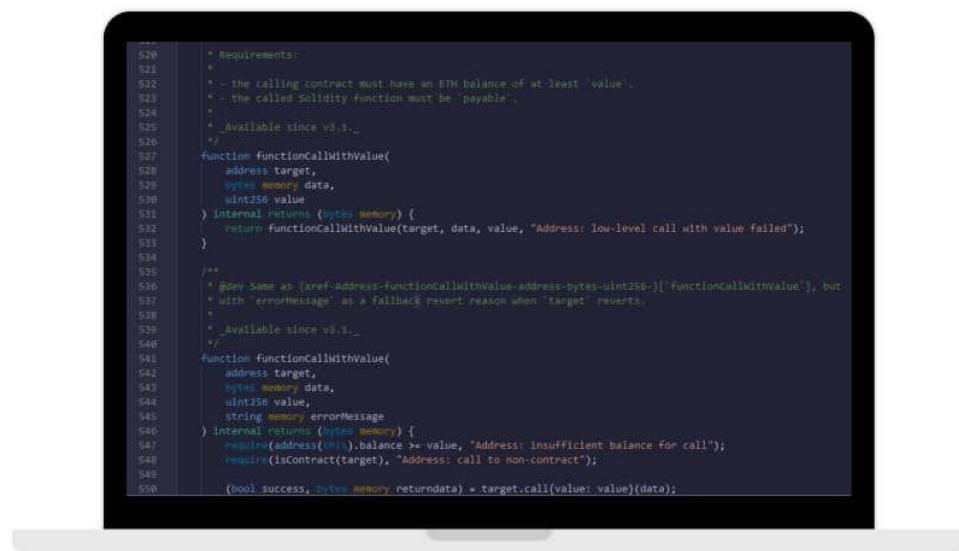 520 * Requirements:
521 *
522 * - the calling contract must have an ETH balance of at least `value`.
523 * - the called Solidity function must be `payable`.
524 *
525 * _Available since v3.1._
526 */
527 function functionCallWithValue(
528 address target,
529 bytes memory data,
530 uint256 value
531 ) internal returns (bytes memory) {
532 return functionCallWithValue(target, data, value, "Address: low-level call with value failed");
533 }
534
535 /**
536 * @dev Same as {xref-Address-functionCallWithValue-address-bytes-uint256-}[`functionCallWithValue`], but
537 * with `errorMessage` as a fallback revert reason when `target` reverts.
538 *
539 * _Available since v3.1._
540 */
541 function functionCallWithValue(
542 address target,
543 bytes memory data,
544 uint256 value,
545 string memory errorMessage
546 ) internal returns (bytes memory) {
547 require(address(this).balance >= value, "Address: insufficient balance for call");
548 require(isContract(target), "Address: call to non-contract");
549
550 (bool success, bytes memory returndata) = target.call{value: value}(data);